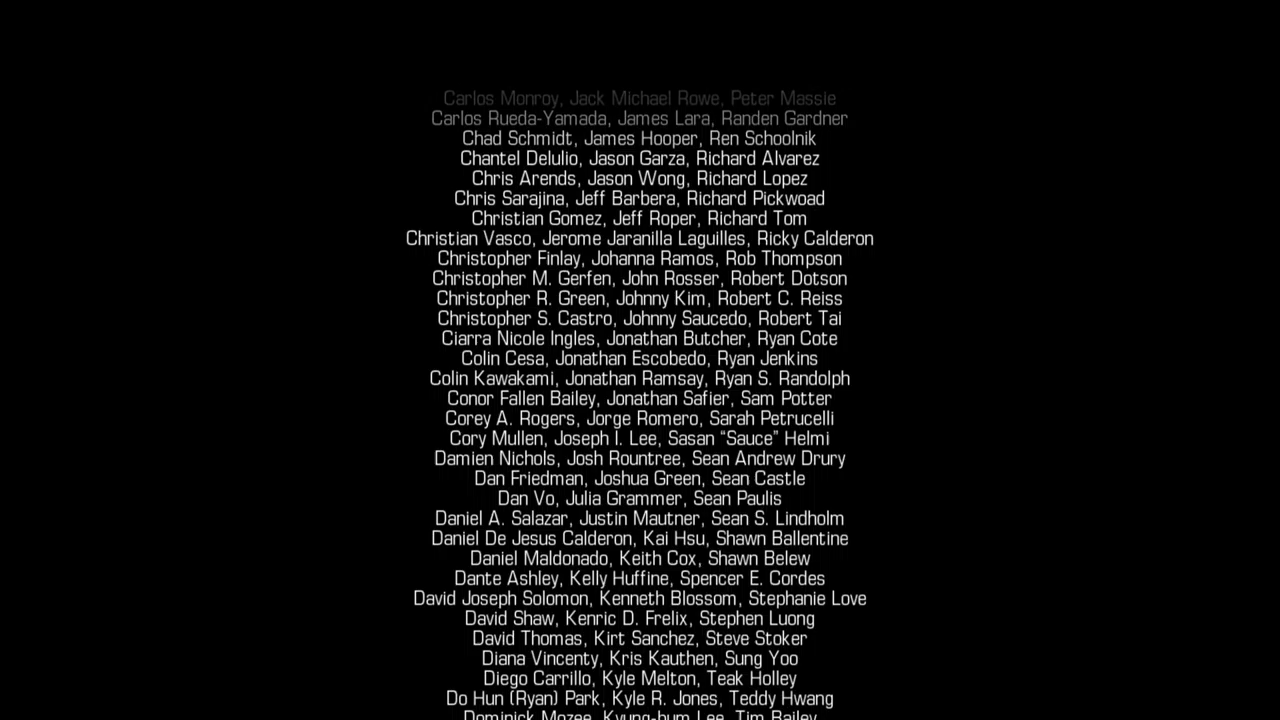 Carlos Monroy, Jack Michael Rowe, Peter Massie
Carlos Rueda-Yamada, James Lara, Randen Gardner
Chad Schmidt, James Hooper, Ren Schoolnik
Chantel Delulio, Jason Garza, Richard Alvarez
Chris Arends, Jason Wong, Richard Lopez
Chris Sarajina, Jeff Barbera, Richard Pickwoad
Christian Gomez, Jeff Roper, Richard Tom
Christian Vasco, Jerome Jaranilla Laguilles, Ricky Calderon
Christopher Finlay, Johanna Ramos, Rob Thompson
Christopher M. Gerfen, John Rosser, Robert Dotson
Christopher R. Green, Johnny Kim, Robert C. Reiss
Christopher S. Castro, Johnny Saucedo, Robert Tai
Ciarra Nicole Ingles, Jonathan Butcher, Ryan Cote
Colin Cesa, Jonathan Escobedo, Ryan Jenkins
Colin Kawakami, Jonathan Ramsay, Ryan S. Randolph
Conor Fallen Bailey, Jonathan Safier, Sam Potter
Corey A. Rogers, Jorge Romero, Sarah Petrucelli
Cory Mullen, Joseph I. Lee, Sasan “Sauce” Helmi
Damien Nichols, Josh Rountree, Sean Andrew Drury
Dan Friedman, Joshua Green, Sean Castle
Dan Vo, Julia Grammer, Sean Paulis
Daniel A. Salazar, Justin Mautner, Sean S. Lindholm
Daniel De Jesus Calderon, Kai Hsu, Shawn Ballentine
Daniel Maldonado, Keith Cox, Shawn Belew
Dante Ashley, Kelly Huffine, Spencer E. Cordes
David Joseph Solomon, Kenneth Blossom, Stephanie Love
David Shaw, Kenric D. Frelix, Stephen Luong
David Thomas, Kirt Sanchez, Steve Stoker
Diana Vincenty, Kris Kauthen, Sung Yoo
Diego Carrillo, Kyle Melton, Teak Holley
Do Hun (Ryan) Park, Kyle R. Jones, Teddy Hwang
Dominick Mozee, Kyung-hum Lee, Tim Bailey